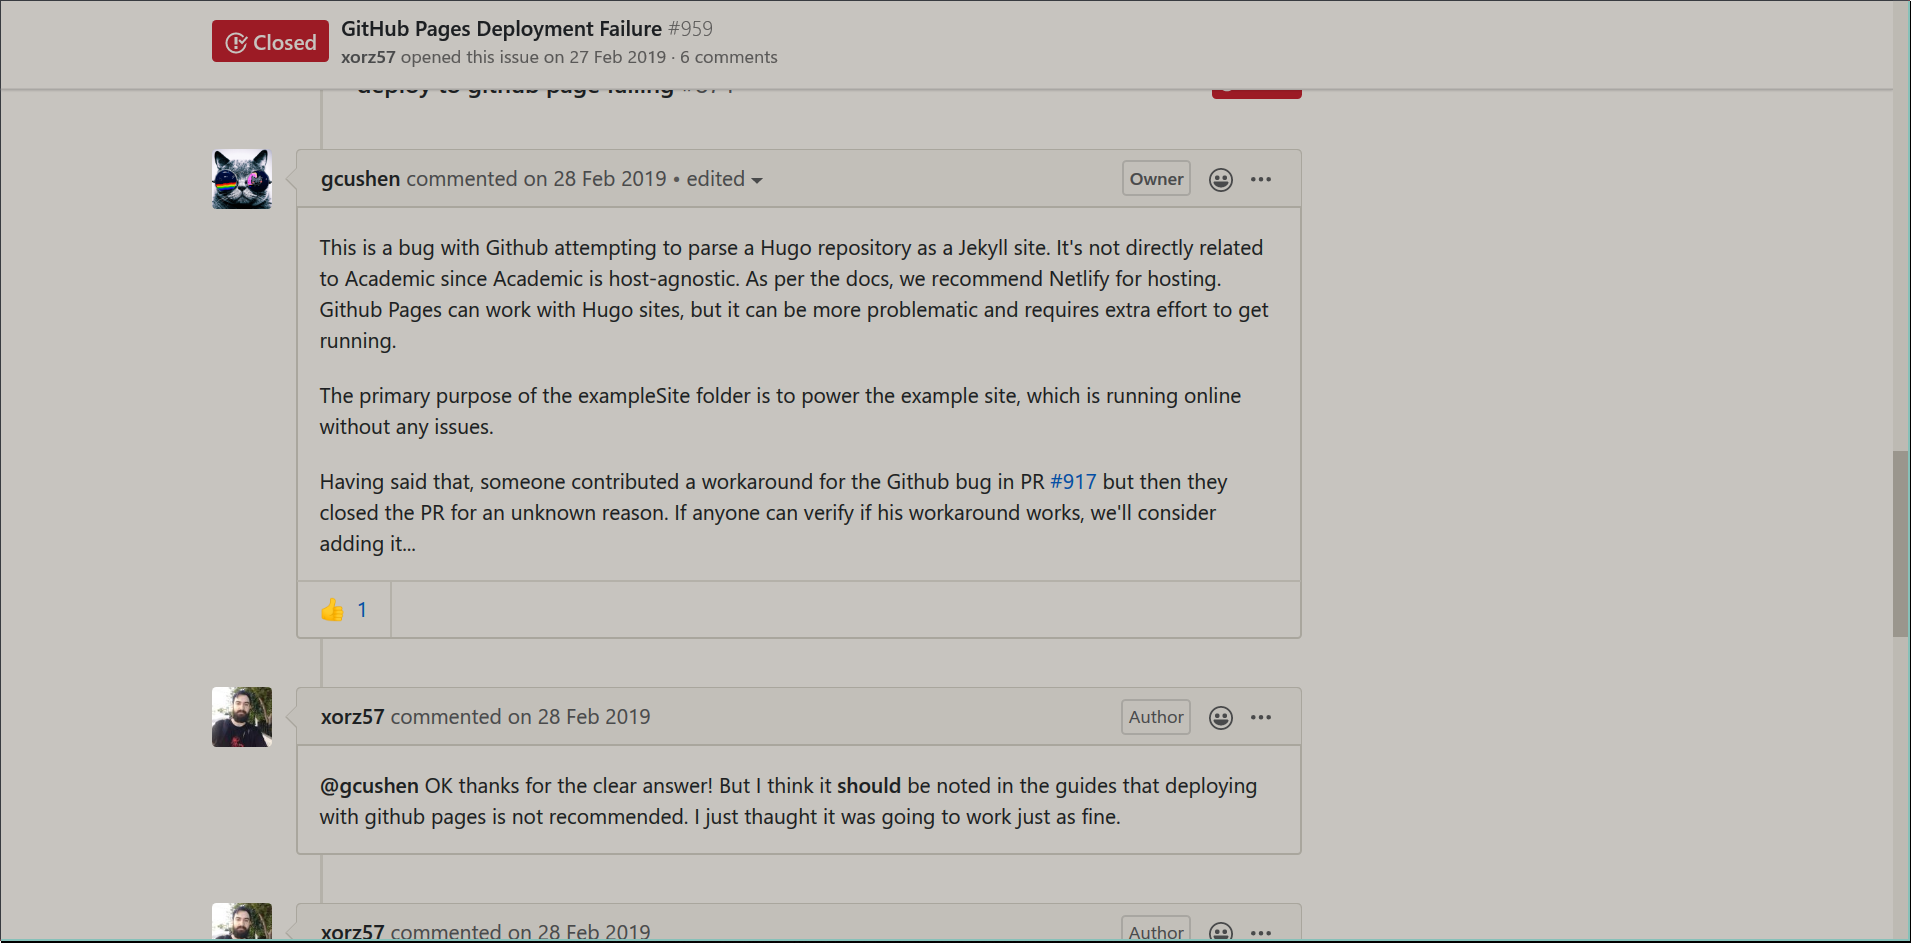 Closed
GitHub Pages Deployment Failure #959
xorz57 opened this issue on 27 Feb 2019 · 6 comments
deploy to github page failing
gcushen commented on 28 Feb 2019 • edited
Owner
This is a bug with Github attempting to parse a Hugo repository as a Jekyll site. It's not directly related
to Academic since Academic is host-agnostic. As per the docs, we recommend Netlify for hosting.
Github Pages can work with Hugo sites, but it can be more problematic and requires extra effort to get
running.
The primary purpose of the exampleSite folder is to power the example site, which is running online
without any issues.
Having said that, someone contributed a workaround for the Github bug in PR #917 but then they
closed the PR for an unknown reason. If anyone can verify if his workaround works, we'll consider
adding it...
👍 1
xorz57 commented on 28 Feb 2019
Author
@gcushen OK thanks for the clear answer! But I think it should be noted in the guides that deploying
with github pages is not recommended. I just thaught it was going to work just as fine.
xorz57 commented on 28 Feb 2019
Author